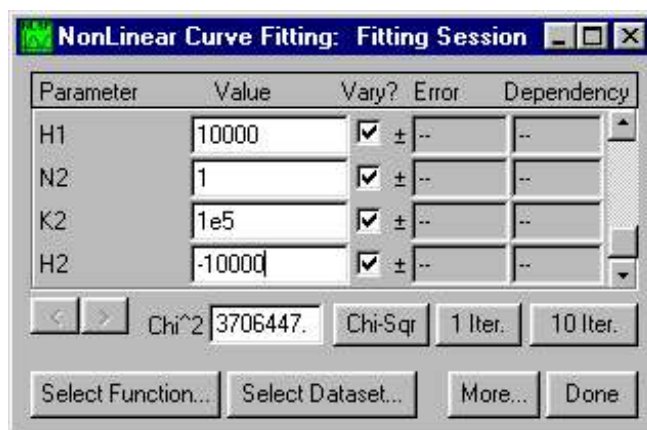 NonLinear Curve Fitting: Fitting Session
Parameter Value Vary? Error Dependency
H1 10000 ± -- --
N2 1 ± -- --
K2 1e5 ± -- --
H2 -10000 ± -- --
< > Chi^2 3706447. Chi-Sqr 1 Iter. 10 Iter.
Select Function... Select Dataset... More... Done